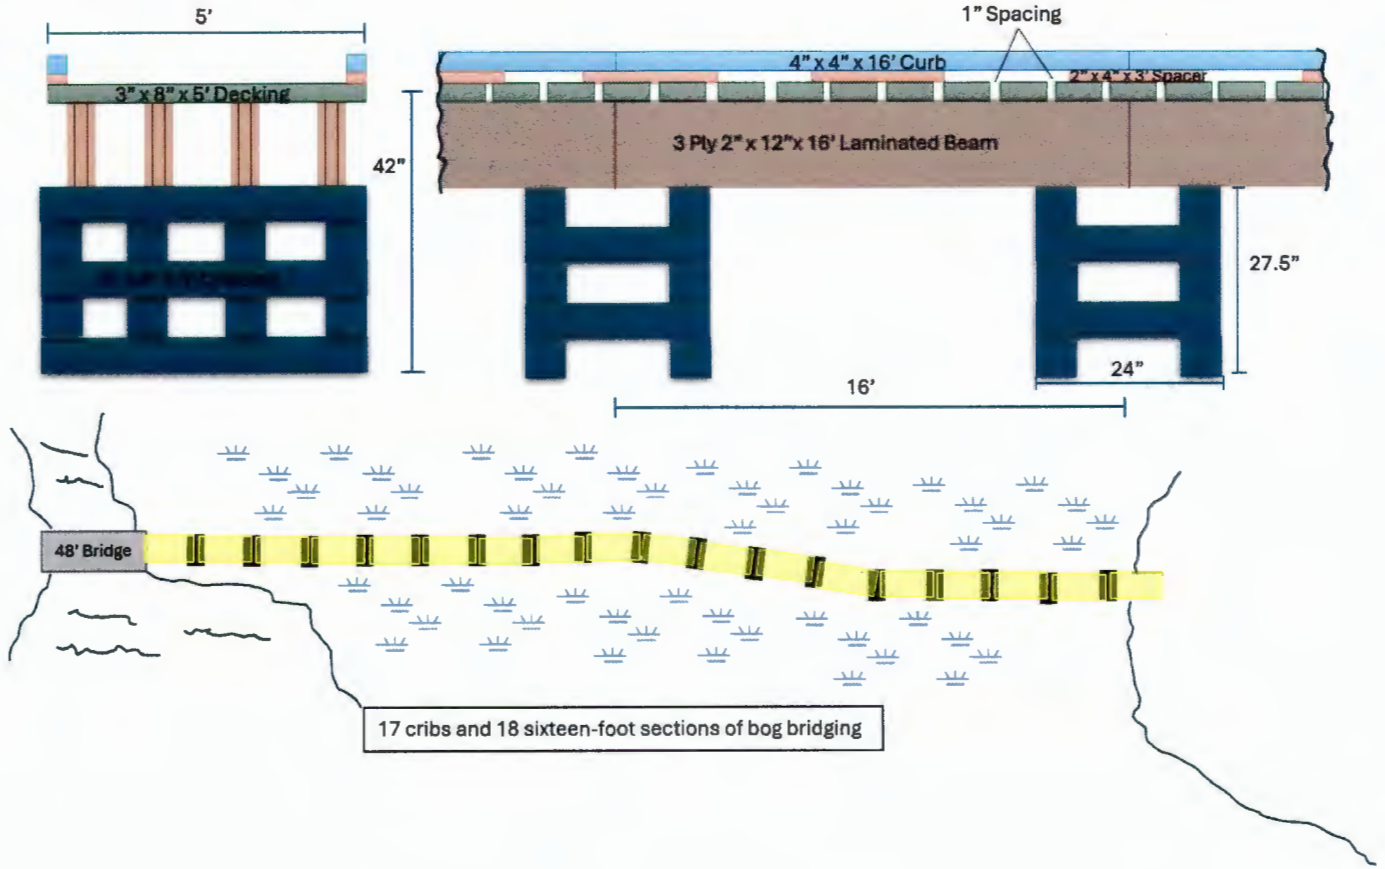 5'
1" Spacing
4" x 4" x 16' Curb
2" x 4" x 3' Spacer
3" x 8" x 5' Decking
3 Ply 2" x 12"x 16' Laminated Beam
42"
27.5"
24"
16'
48' Bridge
17 cribs and 18 sixteen-foot sections of bog bridging